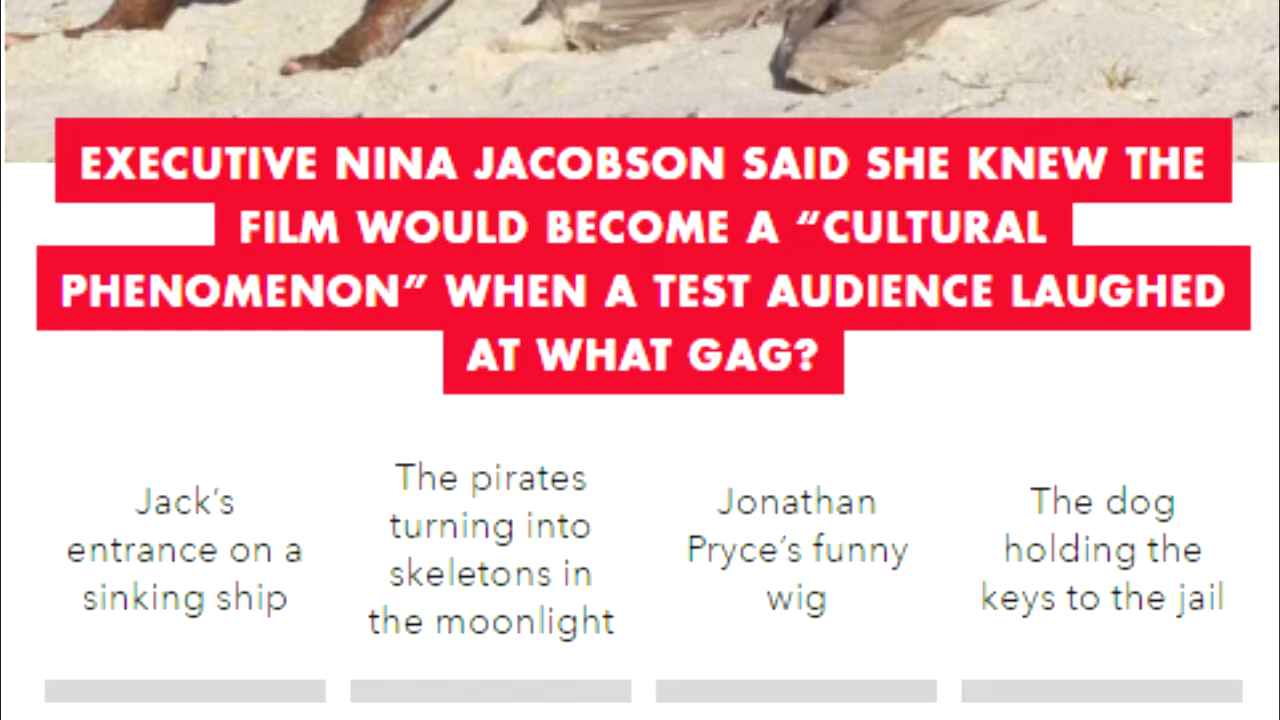 EXECUTIVE NINA JACOBSON SAID SHE KNEW THE
FILM WOULD BECOME A “CULTURAL
PHENOMENON” WHEN A TEST AUDIENCE LAUGHED
AT WHAT GAG?
Jack’s
entrance on a
sinking ship
The pirates
turning into
skeletons in
the moonlight
Jonathan
Pryce’s funny
wig
The dog
holding the
keys to the jail